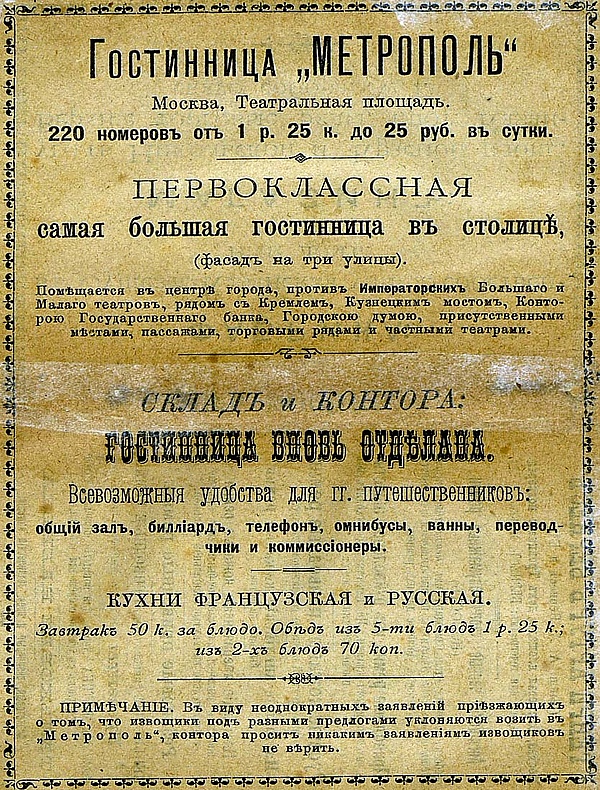 Гостинница „МЕТРОПОЛЬ“
Москва, Театральная площадь.
220 номеровъ отъ 1 р. 25 к. до 25 руб. въ сутки.
ПЕРВОКЛАССНАЯ
самая большая гостинница въ столицѣ,
(фасадъ на три улицы).
Помѣщается въ центрѣ города, противъ Императорскихъ Большаго и
Малаго театровъ, рядомъ съ Кремлемъ, Кузнецкимъ мостомъ, Конто-
рою Государственнаго банка. Городскою думою, присутственными
мѣстами, пассажами, торговыми рядами и частными театрами.
СКЛАДЪ и КОНТОРА:
ГОСТИННИЦА ВНОВЬ ОТДѢЛАНА.
Всевозможныя удобства для гг. путешественниковъ:
общій залъ, билліардъ, телефонъ, омнибусы, ванны, перевод-
чики и коммиссіонеры.
КУХНИ ФРАНЦУЗСКАЯ и РУССКАЯ.
Завтракъ 50 к. за блюдо. Обѣдъ изъ 5-ти блюдъ 1 р. 25 к.;
изъ 2-хъ блюдъ 70 коп.
ПРИМѢЧАНІЕ. Въ виду неоднократныхъ заявленій пріѣзжающихъ
о томъ, что извощики подъ разными предлогами уклоняются возить въ
„Метрополь“, контора проситъ никакимъ заявленіямъ извощиковъ
не вѣрить.